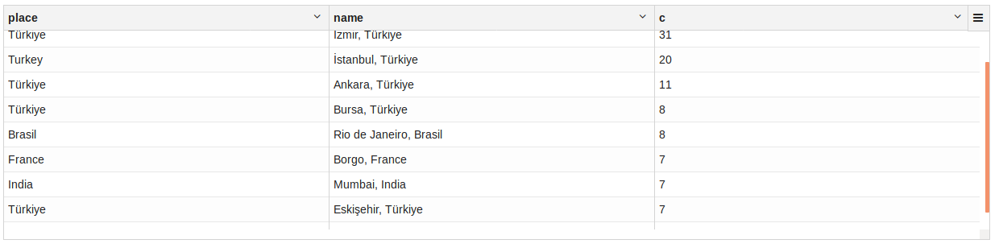 place name c
Türkiye İzmir, Türkiye 31
Turkey İstanbul, Türkiye 20
Türkiye Ankara, Türkiye 11
Türkiye Bursa, Türkiye 8
Brasil Rio de Janeiro, Brasil 8
France Borgo, France 7
India Mumbai, India 7
Türkiye Eskişehir, Türkiye 7